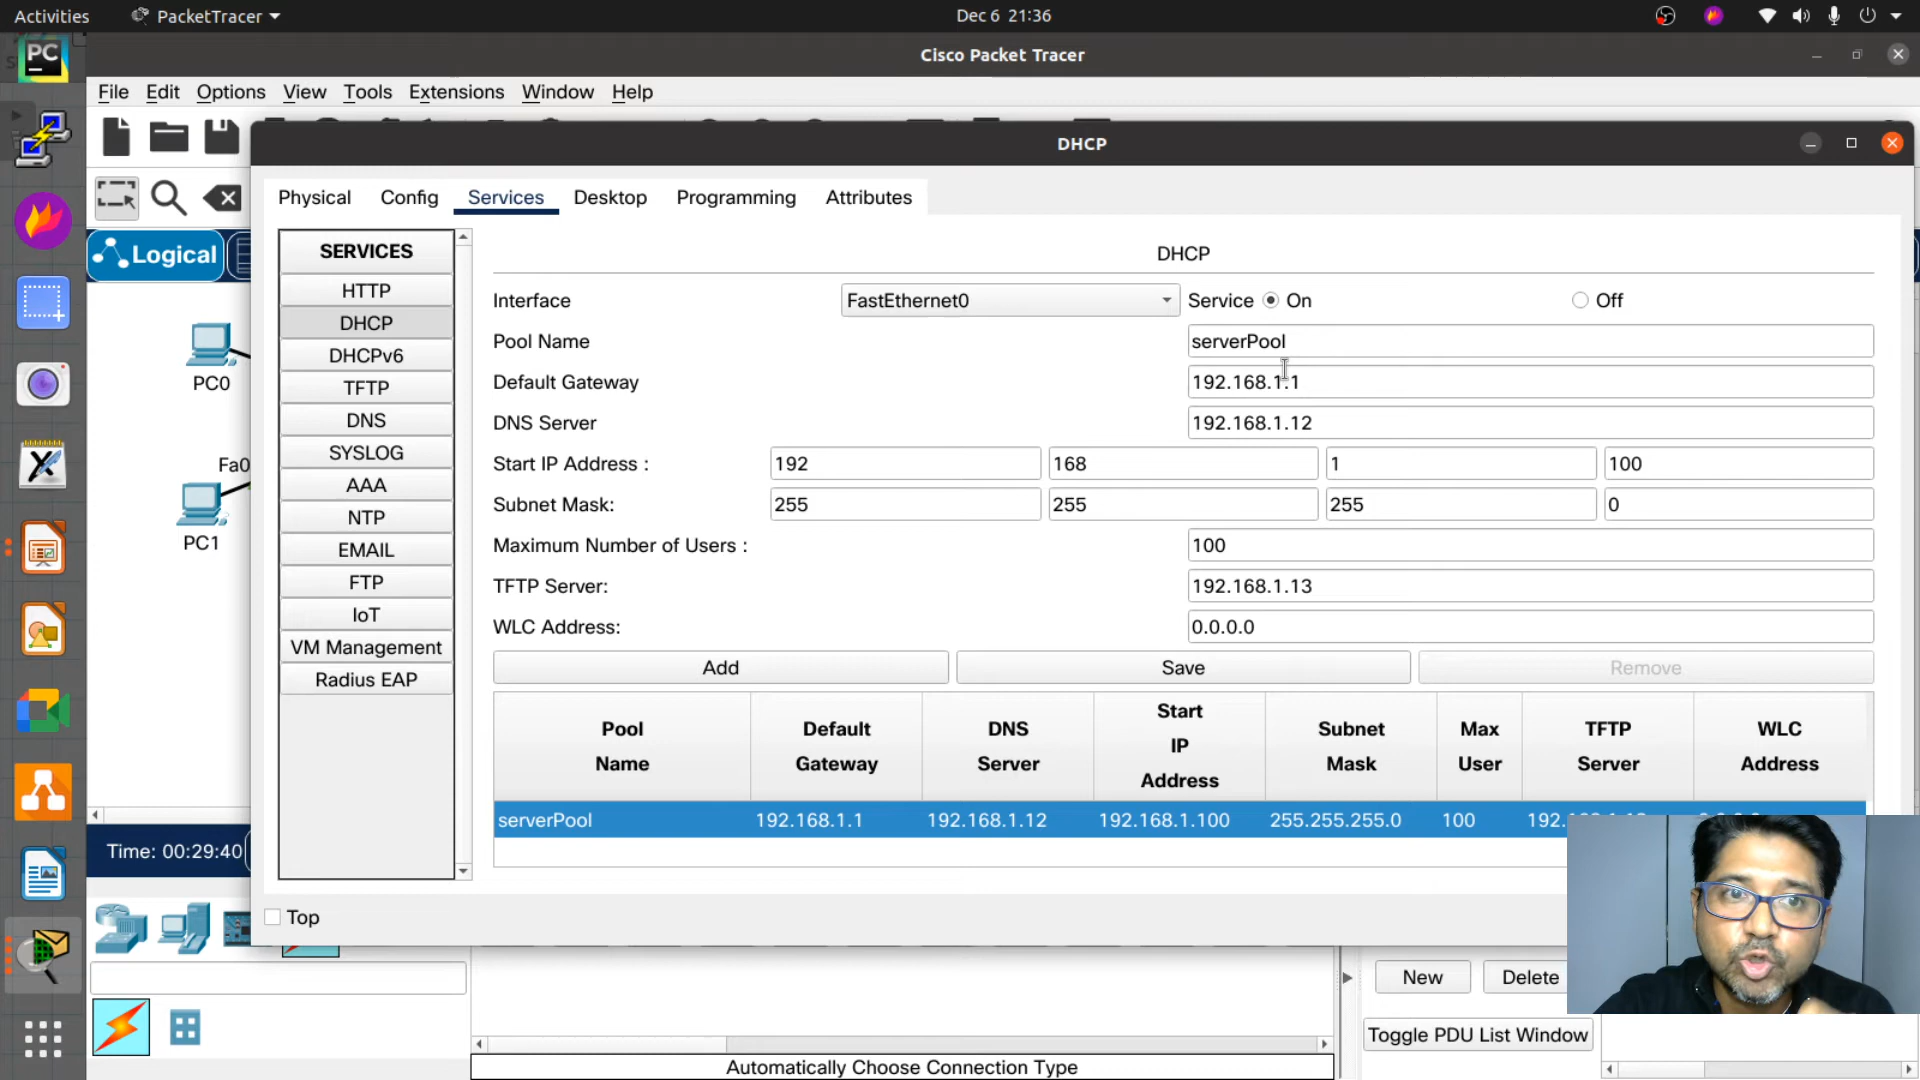 Activities
PacketTracer
Dec 6 21:36
Cisco Packet Tracer
File Edit Options View Tools Extensions Window Help
DHCP
Physical Config Services Desktop Programming Attributes
Logical
PC0
Fa0
PC1
Time: 00:29:40
SERVICES
HTTP
DHCP
DHCPv6
TFTP
DNS
SYSLOG
AAA
NTP
EMAIL
FTP
IoT
VM Management
Radius EAP
DHCP
Interface FastEthernet0 Service On Off
Pool Name serverPool
Default Gateway 192.168.1.1
DNS Server 192.168.1.12
Start IP Address : 192 168 1 100
Subnet Mask: 255 255 255 0
Maximum Number of Users : 100
TFTP Server: 192.168.1.13
WLC Address: 0.0.0.0
Add Save Remove
Pool Name Default Gateway DNS Server Start IP Address Subnet Mask Max User TFTP Server WLC Address
serverPool 192.168.1.1 192.168.1.12 192.168.1.100 255.255.255.0 100
Top
New Delete
Toggle PDU List Window
Automatically Choose Connection Type
PC